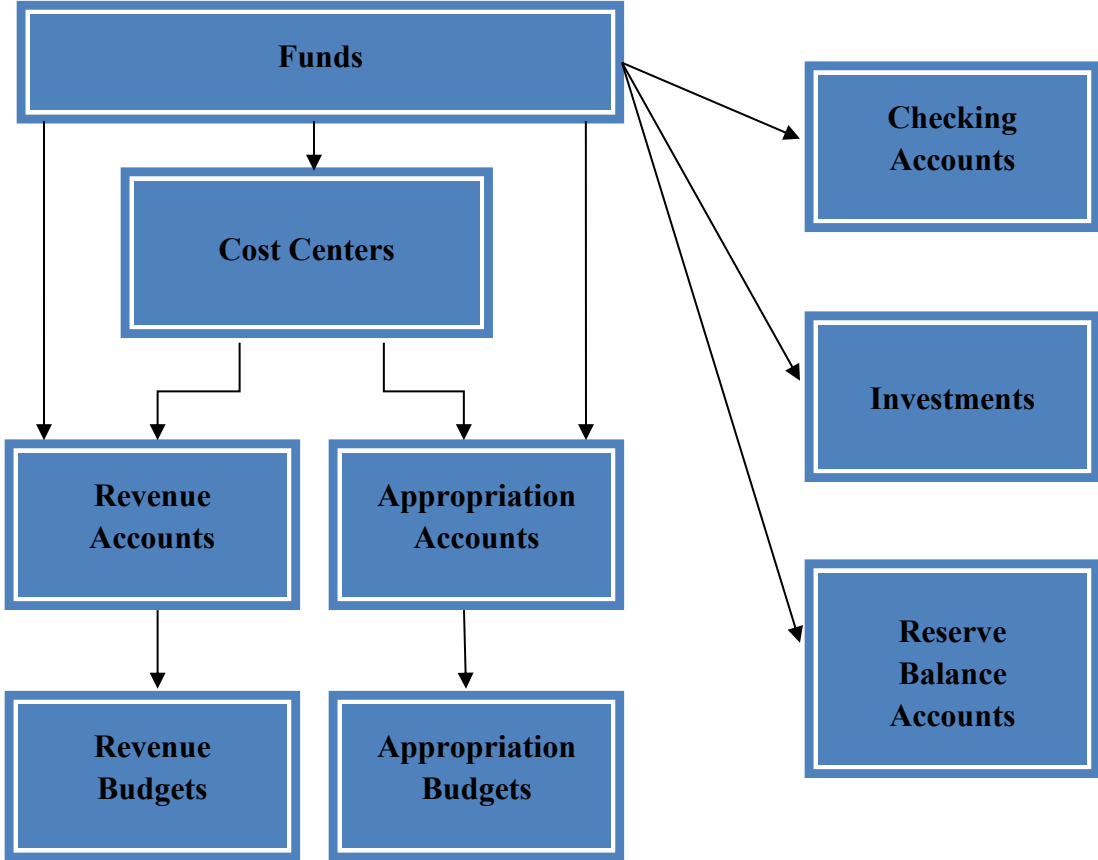 Funds
Checking
Accounts
Cost Centers
Investments
Revenue
Accounts
Appropriation
Accounts
Reserve
Balance
Accounts
Revenue
Budgets
Appropriation
Budgets